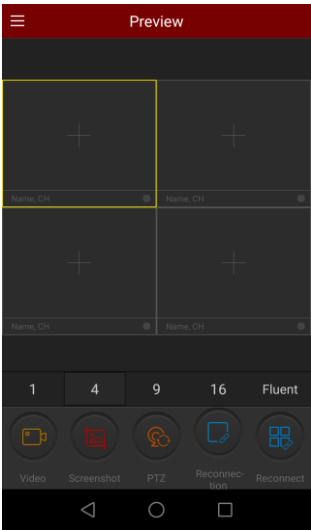 Preview
Name, CH
Name, CH
Name, CH
Name, CH
1 4 9 16 Fluent
Video Screenshot PTZ Reconnec-
tion Reconnect